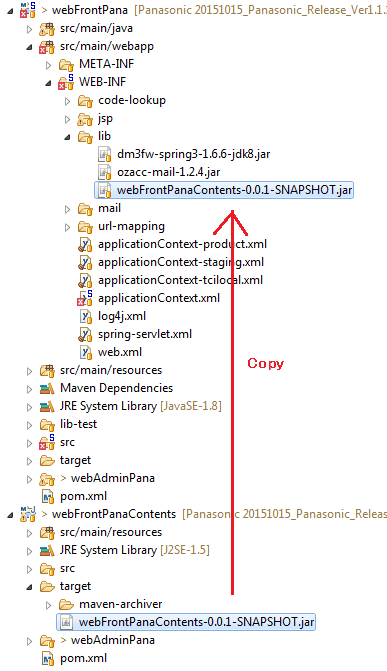 > webFrontPana [Panasonic 20151015_Panasonic_Release_Ver1.1.
src/main/java
src/main/webapp
META-INF
WEB-INF
code-lookup
jsp
lib
dm3fw-spring3-1.6.6-jdk8.jar
ozacc-mail-1.2.4.jar
webFrontPanaContents-0.0.1-SNAPSHOT.jar
mail
url-mapping
applicationContext-product.xml
applicationContext-staging.xml
applicationContext-tcilocal.xml
applicationContext.xml
log4j.xml
spring-servlet.xml
web.xml
src/main/resources
Copy
Maven Dependencies
JRE System Library [JavaSE-1.8]
lib-test
src
target
> webAdminPana
pom.xml
> webFrontPanaContents [Panasonic 20151015_Panasonic_Relea
src/main/resources
JRE System Library [J2SE-1.5]
src
target
maven-archiver
webFrontPanaContents-0.0.1-SNAPSHOT.jar
> webAdminPana
pom.xml